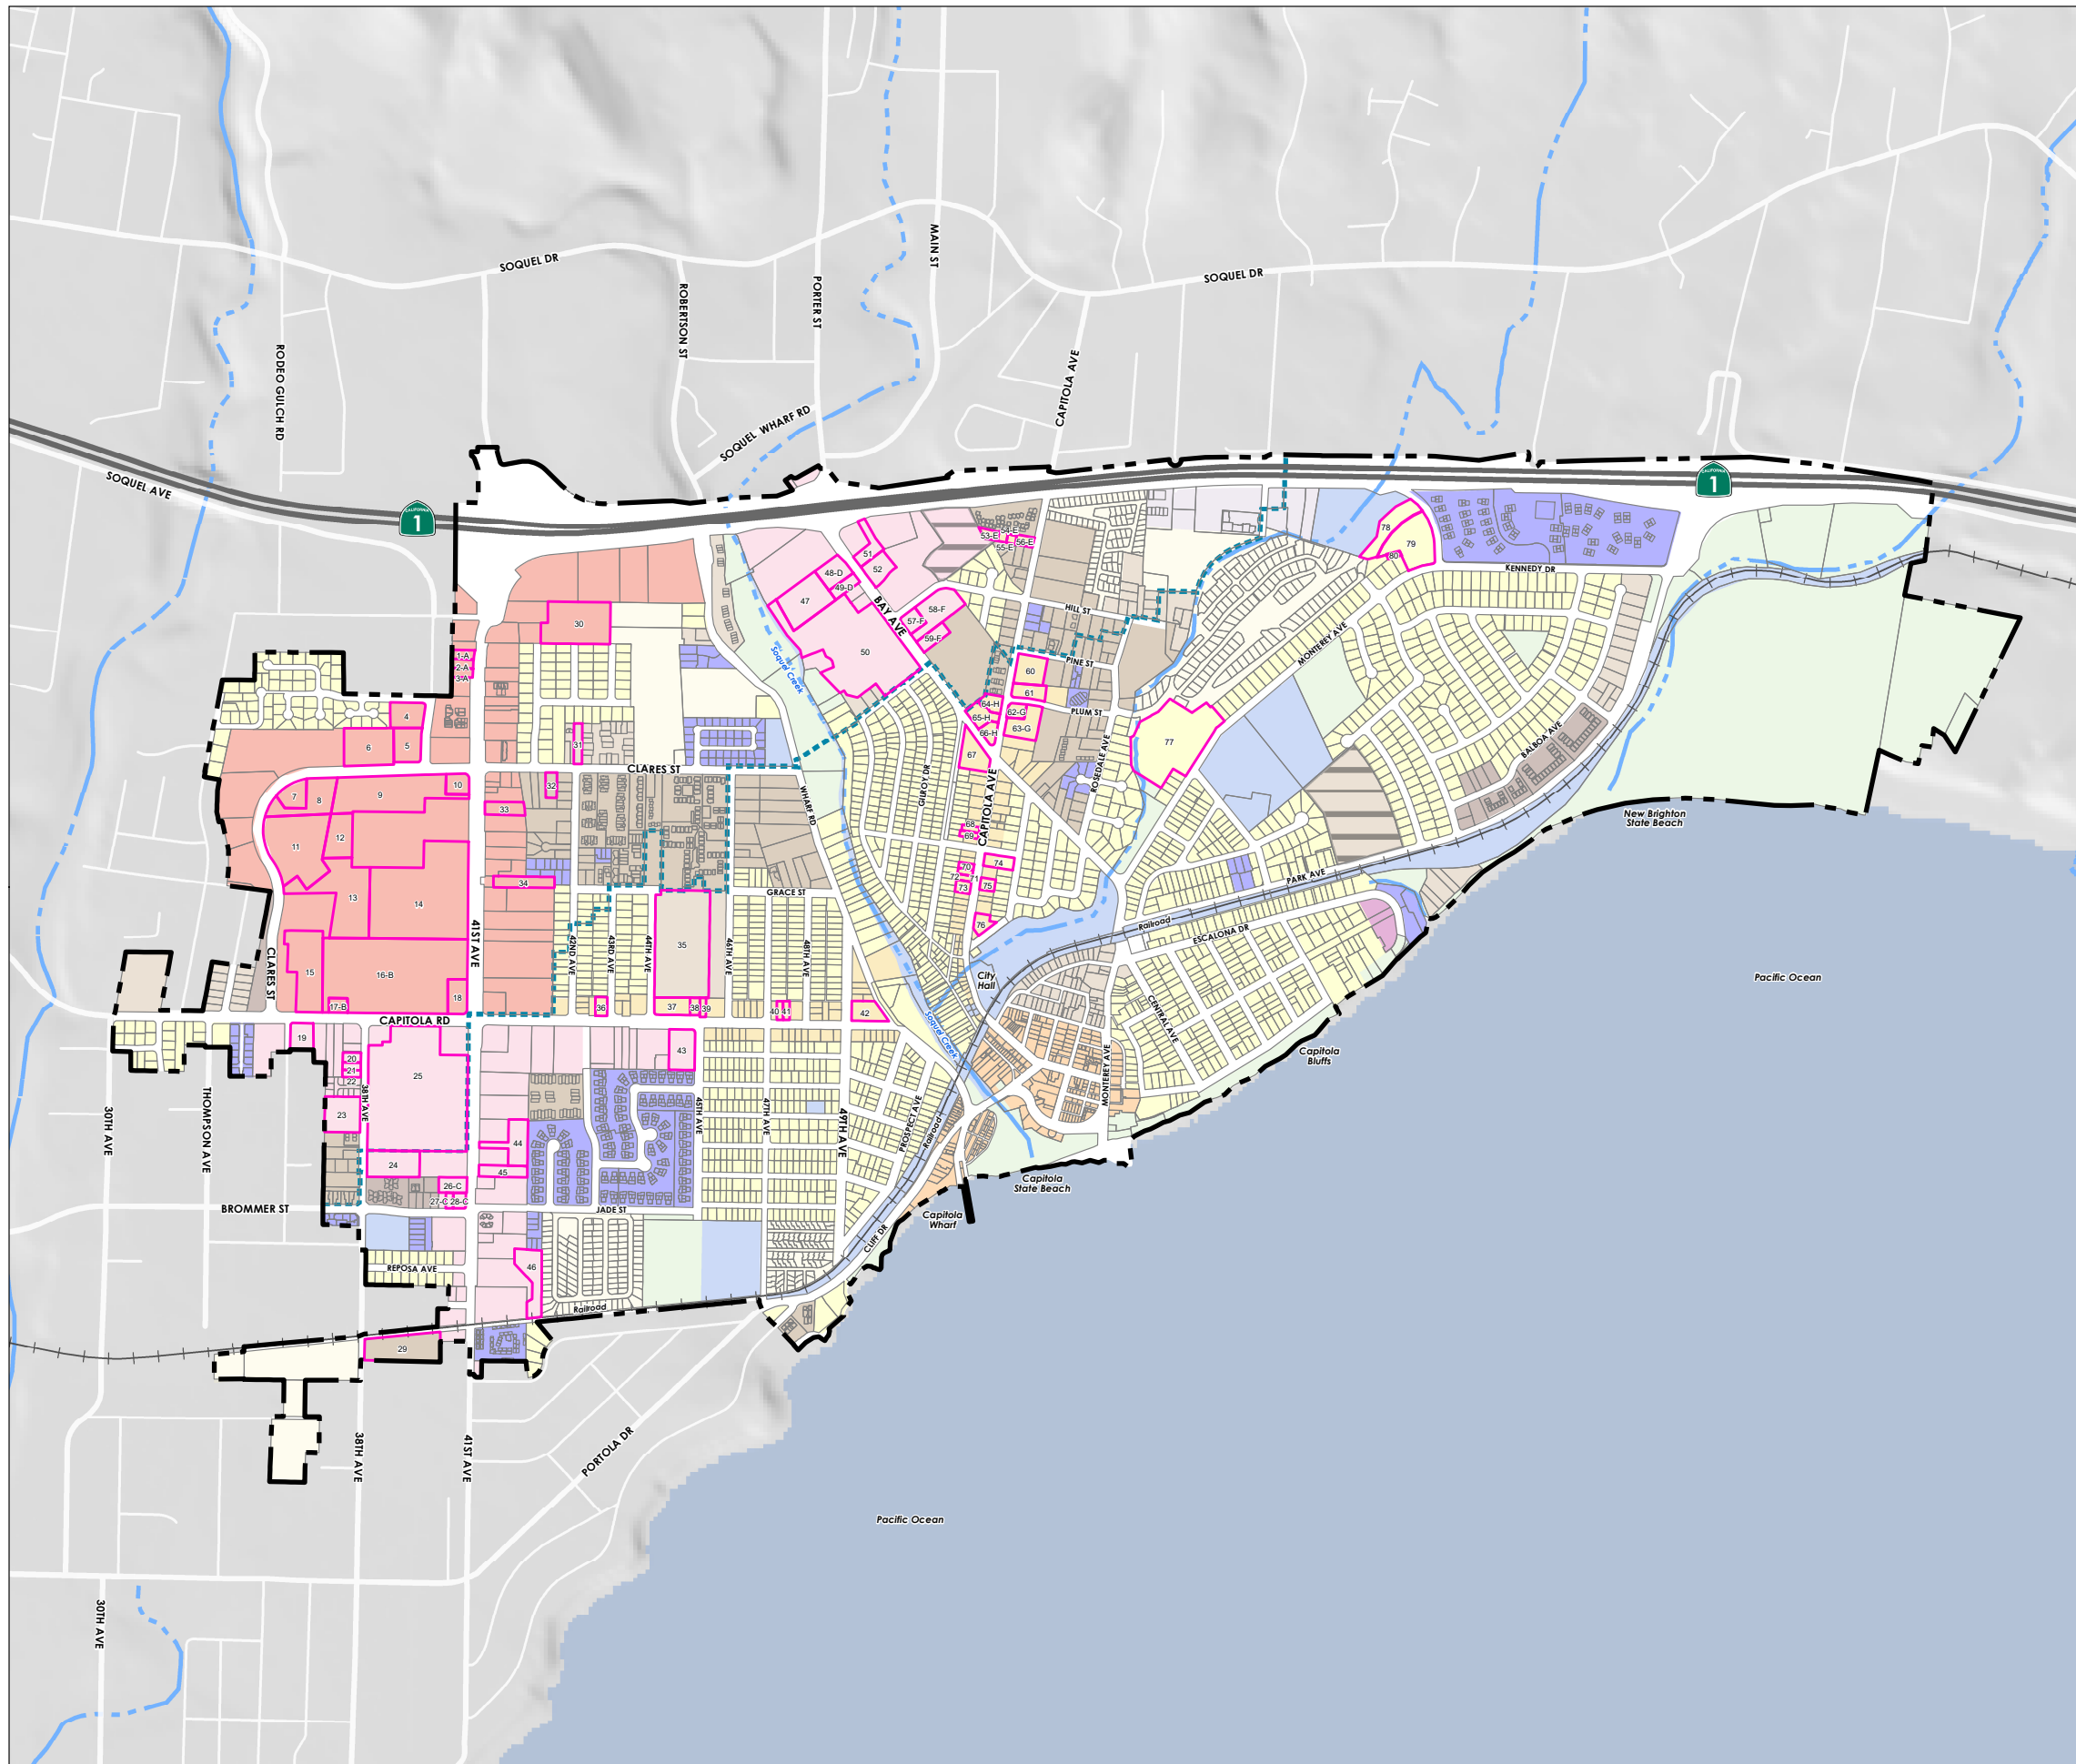 SOQUEL DR
MAIN ST
SOQUEL DR
ROBERTSON ST
PORTER ST
RODEO GULCH RD
CAPITOLA AVE
SOQUEL WHARF RD
SOQUEL AVE
CALIFORNIA
1
CALIFORNIA
1
78
79
80
KENNEDY DR
53-E
54-E
55-E
56-E
51
52
48-D
49-D
47
BAY AVE
58-F
57-F
59-F
HILL ST
30
50
Soquel Creek
MONTEREY AVE
1-A
2-A
3-A
PINE ST
60
61
64-H
65-H
66-H
62-G
63-G
PLUM ST
4
5
6
31
77
67
BALBOA AVE
ROSEDALE AVE
CLARES ST
GILROY DR
CAPITOLA AVE
WHARF RD
7
8
9
10
32
33
New Brighton
State Beach
68
69
11
12
70
71
72
73
74
75
76
34
PARK AVE
GRACE ST
13
14
Railroad
ESCALONA DR
41ST AVE
42ND AVE
43RD AVE
44TH AVE
35
46TH AVE
48TH AVE
CLARES ST
15
16-B
17-B
18
City
Hall
Pacific Ocean
CENTRAL AVE
36
37
38
39
40
41
42
CAPITOLA RD
Soquel Creek
19
20
21
22
23
25
43
38TH AVE
Capitola
Bluffs
MONTEREY AVE
30TH AVE
THOMPSON AVE
45TH AVE
47TH AVE
49TH AVE
PROSPECT AVE
Railroad
44
45
24
26-C
27-C
28-C
Capitola
State Beach
BROMMER ST
JADE ST
Capitola
Wharf
CLIFF DR
REPOSA AVE
46
Railroad
29
38TH AVE
41ST AVE
PORTOLA DR
Pacific Ocean
30TH AVE